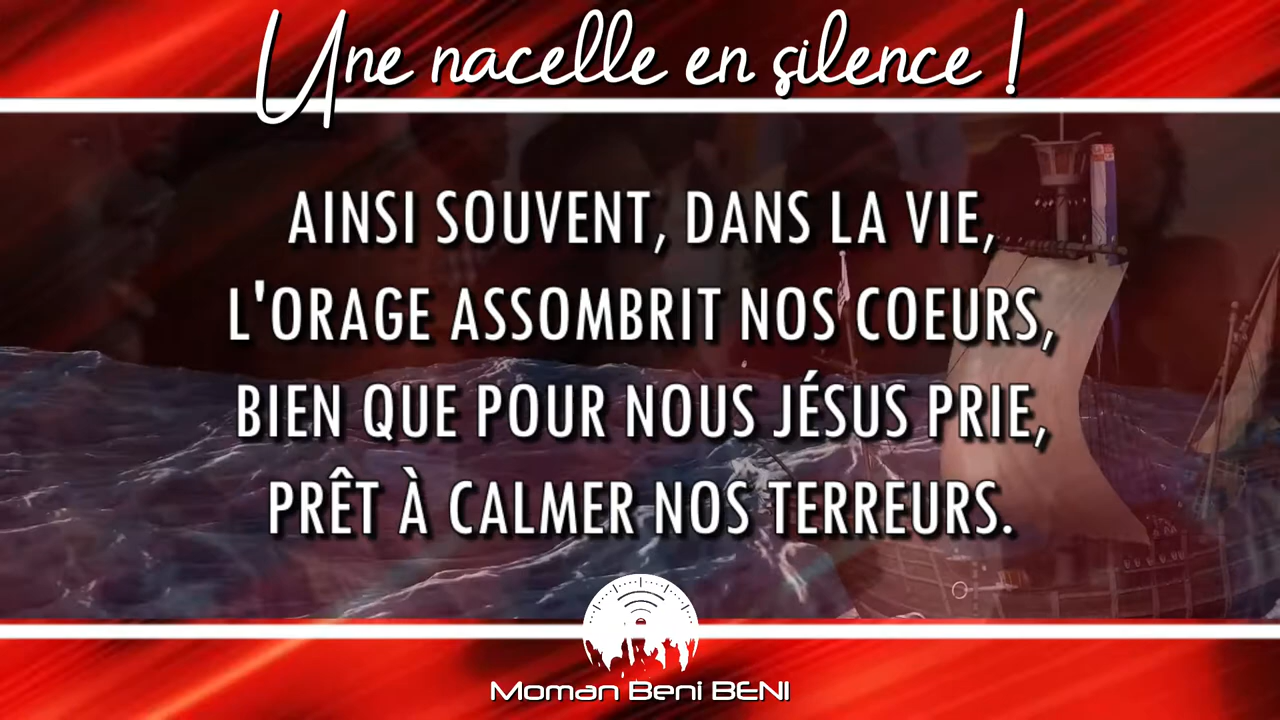 Une nacelle en silence !
AINSI SOUVENT, DANS LA VIE,
L'ORAGE ASSOMBRIT NOS COEURS,
BIEN QUE POUR NOUS JÉSUS PRIE,
PRÊT À CALMER NOS TERREURS.
Moman Beni BENI